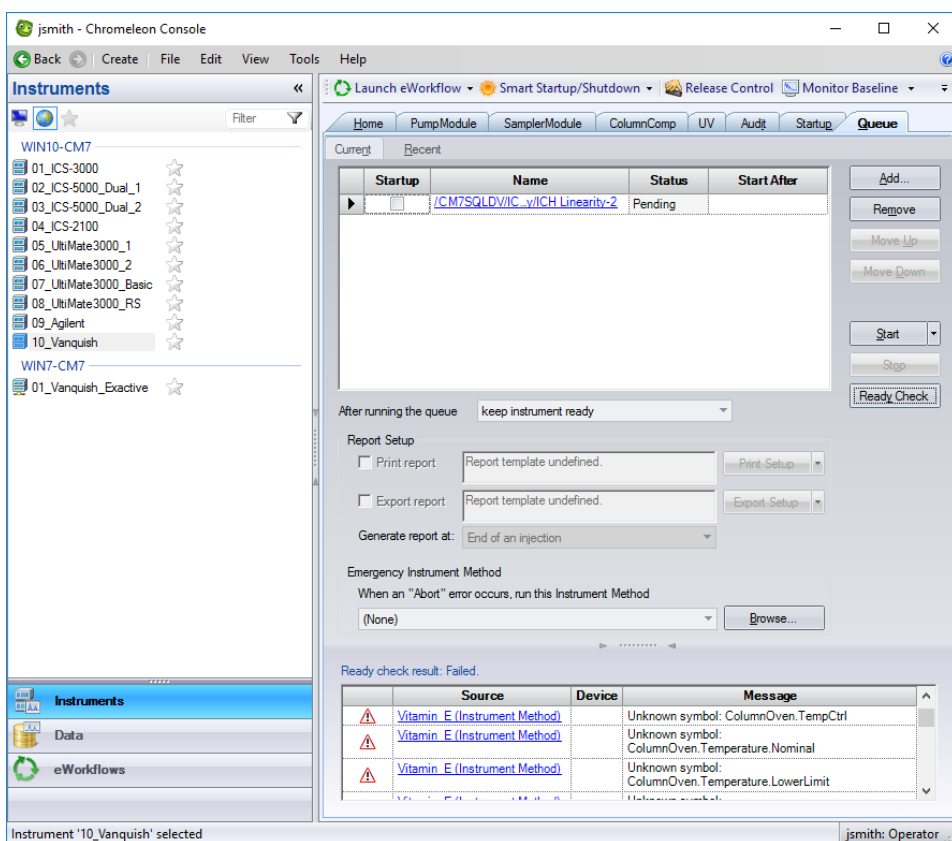 jsmith - Chromeleon Console
Back Create File Edit View Tools Help
Instruments «
Launch eWorkflow Smart Startup/Shutdown Release Control Monitor Baseline
Filter
Home PumpModule SamplerModule ColumnComp UV Audit Startup Queue
Current Recent
WIN10-CM7
01_ICS-3000
02_ICS-5000_Dual_1
03_ICS-5000_Dual_2
04_ICS-2100
05_UltiMate3000_1
06_UltiMate3000_2
07_UltiMate3000_Basic
08_UltiMate3000_RS
09_Agilent
10_Vanquish
WIN7-CM7
01_Vanquish_Exactive
Startup Name Status Start After
/CM7SQLDV/IC...y/ICH Linearity-2 Pending
Add...
Remove
Move Up
Move Down
Start
Stop
Ready Check
After running the queue keep instrument ready
Report Setup
Print report Report template undefined. Print Setup
Export report Report template undefined. Export Setup
Generate report at: End of an injection
Emergency Instrument Method
When an "Abort" error occurs, run this Instrument Method
(None) Browse...
Ready check result: Failed.
Source Device Message
Vitamin_E (Instrument Method) Unknown symbol: ColumnOven.TempCtrl
Vitamin_E (Instrument Method) Unknown symbol:
ColumnOven.Temperature.Nominal
Vitamin_E (Instrument Method) Unknown symbol:
ColumnOven.Temperature.LowerLimit
Instruments
Data
eWorkflows
Instrument '10_Vanquish' selected jsmith: Operator